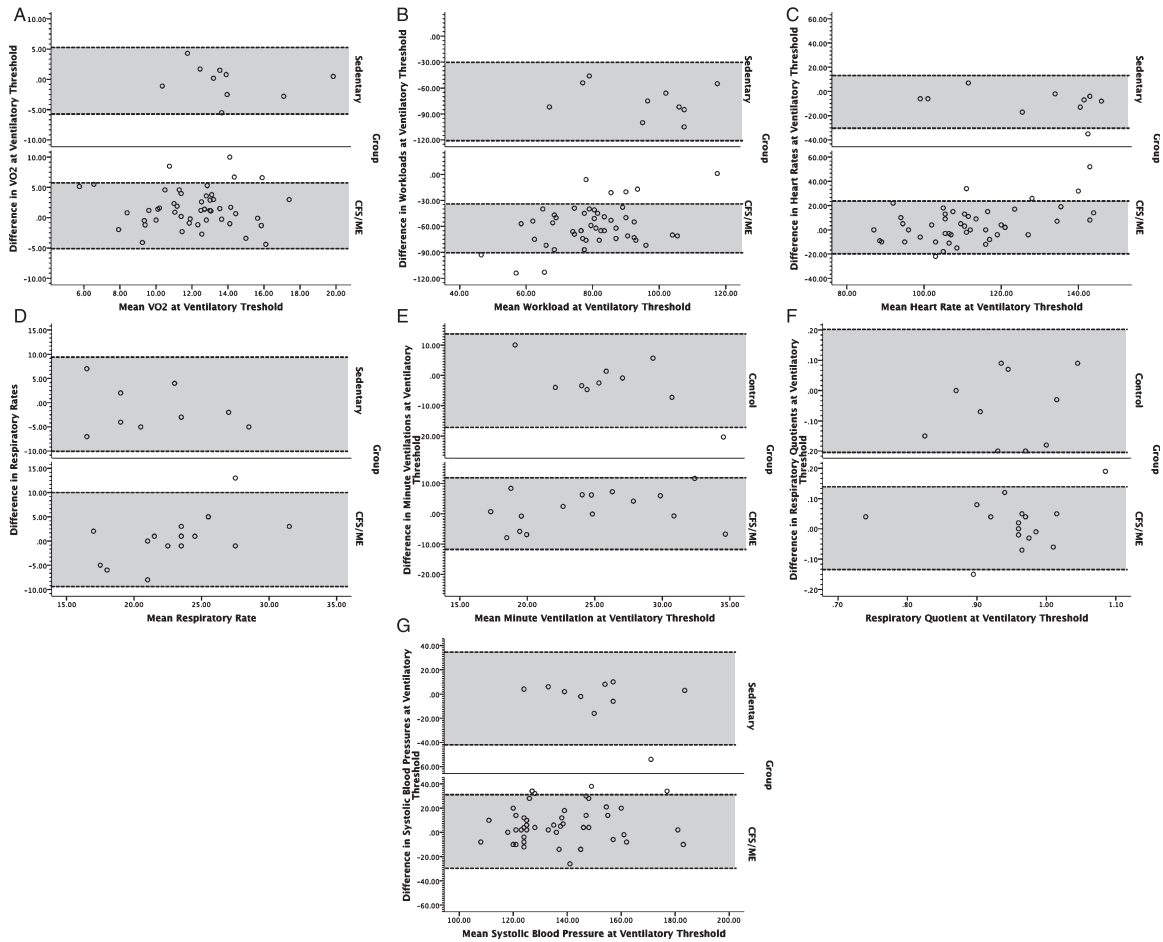 A
B
C
10.00
5.00
.00
-5.00
-10.00
10.00
5.00
.00
-5.00
-10.00
6.00 8.00 10.00 12.00 14.00 16.00 18.00 20.00
Difference in VO2 at Ventilatory Threshold
Mean VO2 at Ventilatory Treshold
Sedentary
Group
CFS/ME
.00
-30.00
-60.00
-90.00
-120.00
.00
-30.00
-60.00
-90.00
-120.00
40.00 60.00 80.00 100.00 120.00
Difference in Workloads at Ventilatory Threshold
Mean Workload at Ventilatory Threshold
Sedentary
Group
CFS/ME
60.00
40.00
20.00
.00
-20.00
-40.00
60.00
40.00
20.00
.00
-20.00
-40.00
80.00 100.00 120.00 140.00
Difference in Heart Rates at Ventilatory Threshold
Mean Heart Rate at Ventilatory Threshold
Sedentary
Group
CFS/ME
D
E
F
15.00
10.00
5.00
.00
-5.00
-10.00
15.00
10.00
5.00
.00
-5.00
-10.00
15.00 20.00 25.00 30.00 35.00
Difference in Respiratory Rates
Mean Respiratory Rate
Sedentary
Group
CFS/ME
10.00
.00
-10.00
-20.00
10.00
.00
-10.00
-20.00
15.00 20.00 25.00 30.00 35.00
Difference in Minute Ventilations at Ventilatory
Threshold
Mean Minute Ventilation at Ventilatory Threshold
Control
Group
CFS/ME
.20
.10
.00
-.10
-.20
.20
.10
.00
-.10
-.20
.70 .80 .90 1.00 1.10
Difference in Respiratory Quotients at Ventilatory
Threshold
Respiratory Quotient at Ventilatory Threshold
Control
Group
CFS/ME
G
40.00
20.00
.00
-20.00
-40.00
-60.00
40.00
20.00
.00
-20.00
-40.00
-60.00
100.00 120.00 140.00 160.00 180.00 200.00
Difference in Systolic Blood Pressures at Ventilatory
Threshold
Mean Systolic Blood Pressure at Ventilatory Threshold
Sedentary
Group
CFS/ME